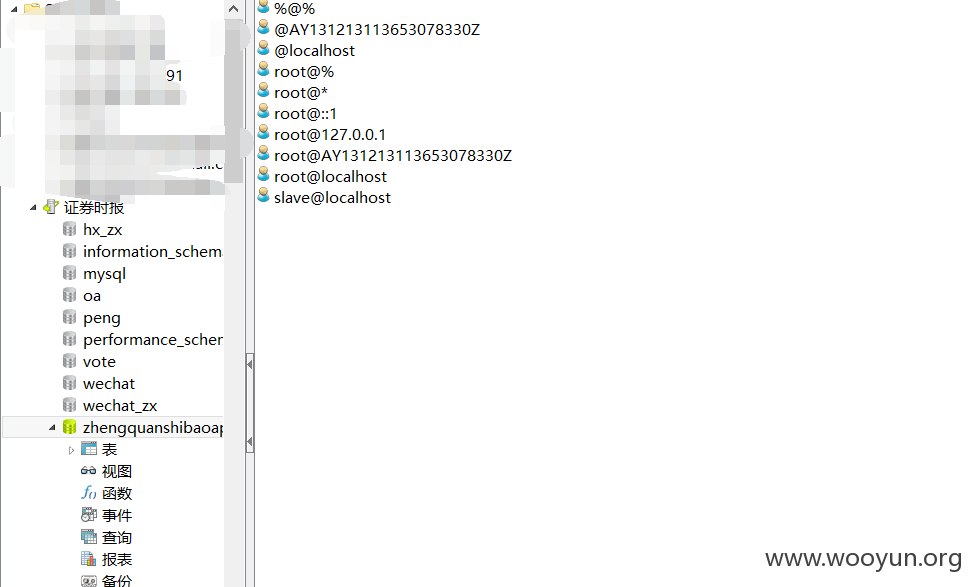 91
证券时报
hx_zx
information_schem
mysql
oa
peng
performance_scher
vote
wechat
wechat_zx
zhengquanshibaoap
表
视图
函数
事件
查询
报表
备份
%@%
@AY131213113653078330Z
@localhost
root@%
root@*
root@::1
root@127.0.0.1
root@AY131213113653078330Z
root@localhost
slave@localhost
www.wooyun.org